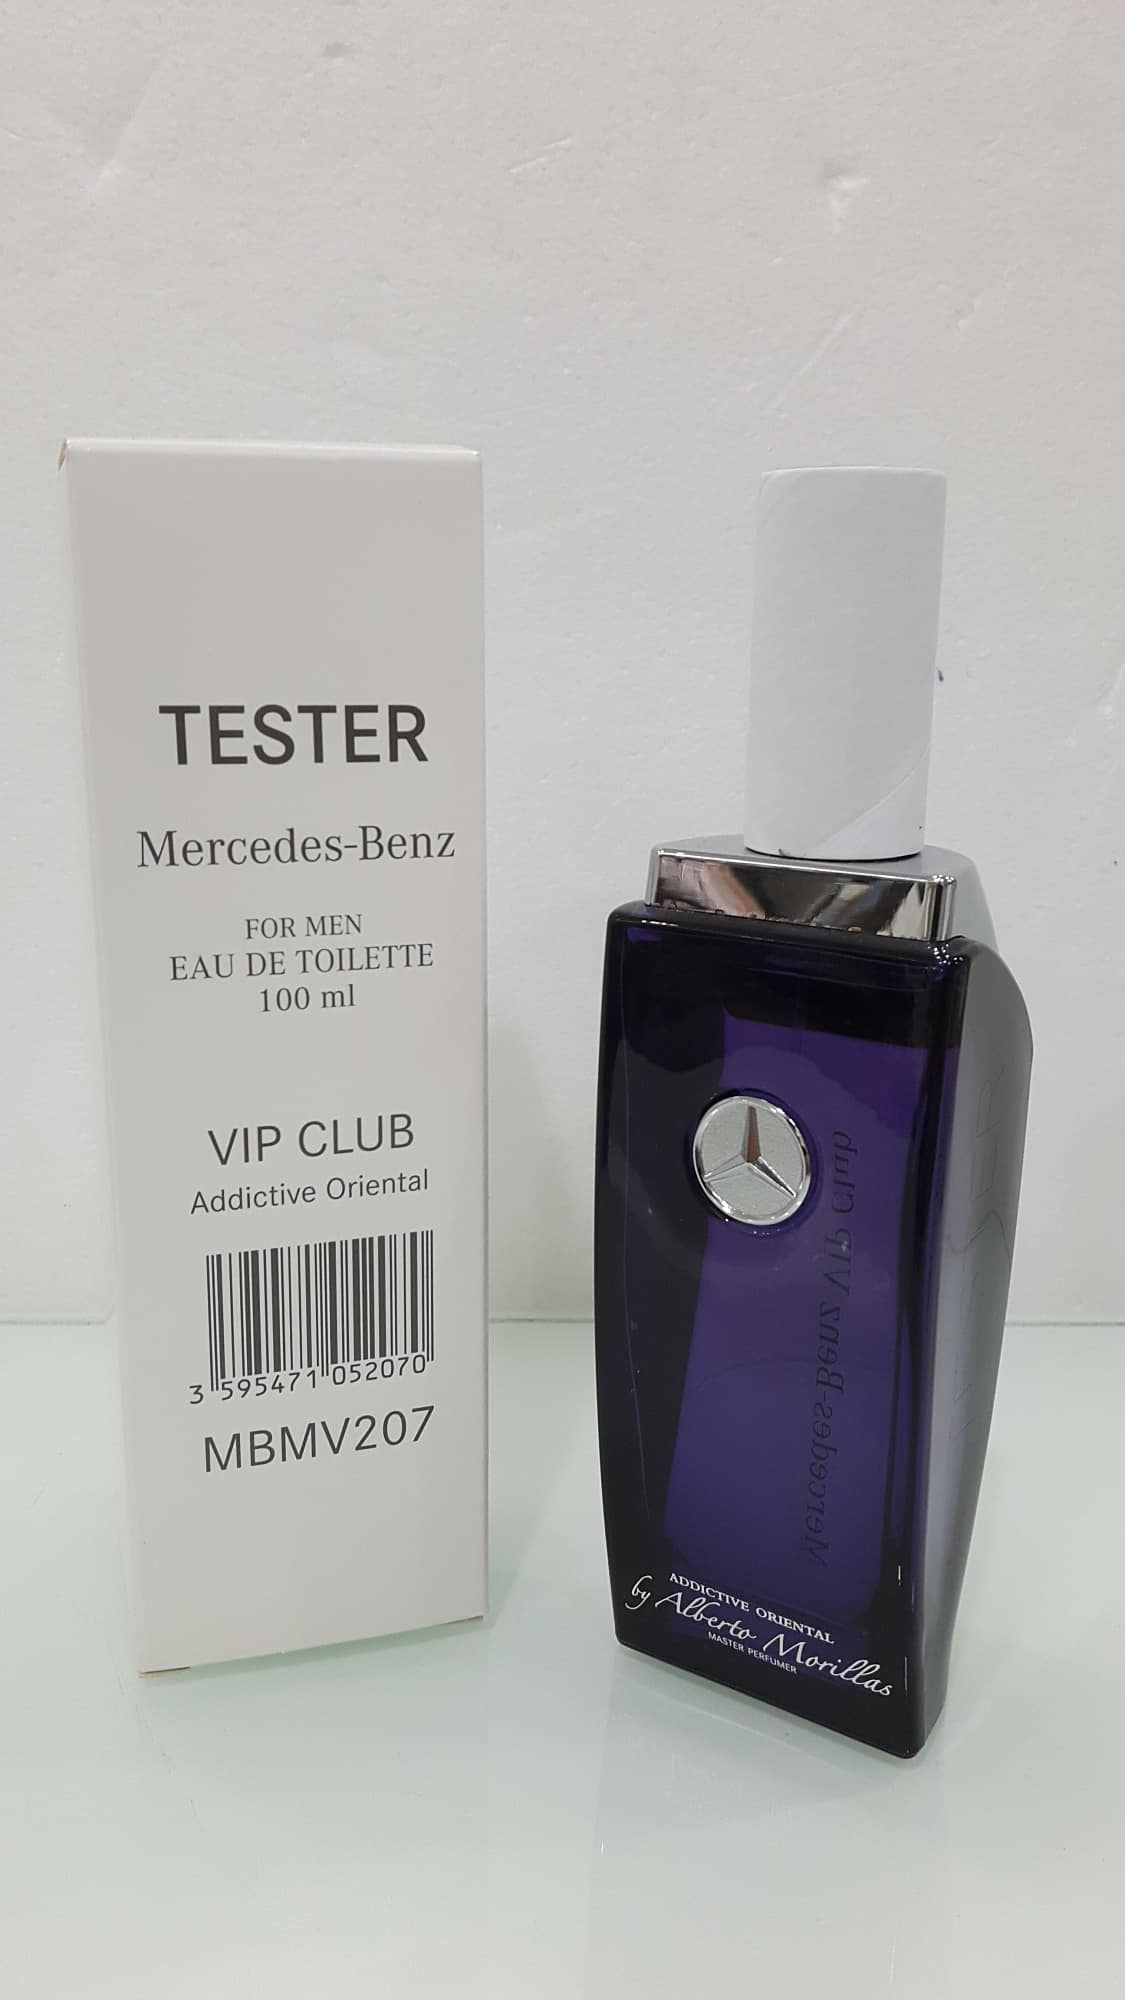 TESTER
Mercedes-Benz
FOR MEN
EAU DE TOILETTE
100 ml
VIP CLUB
Addictive Oriental
3 595471 052070
MBMV207
Mercedes-Benz VIP Club
ADDICTIVE ORIENTAL
by Alberto Morillas
MASTER PERFUMER